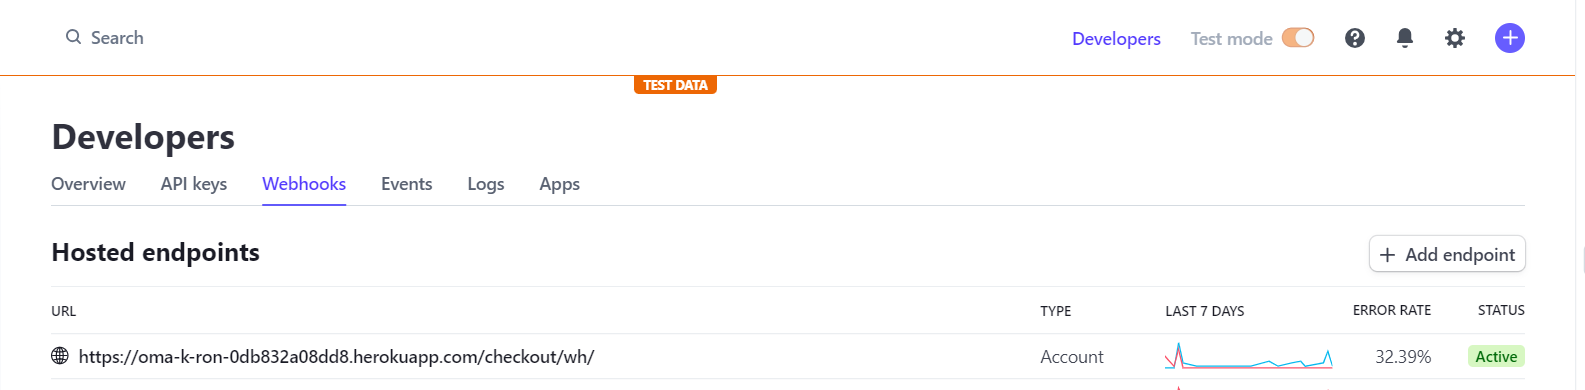 Search Developers Test mode
TEST DATA
Developers
Overview API keys Webhooks Events Logs Apps
Hosted endpoints + Add endpoint
URL TYPE LAST 7 DAYS ERROR RATE STATUS
https://oma-k-ron-0db832a08dd8.herokuapp.com/checkout/wh/ Account 32.39% Active